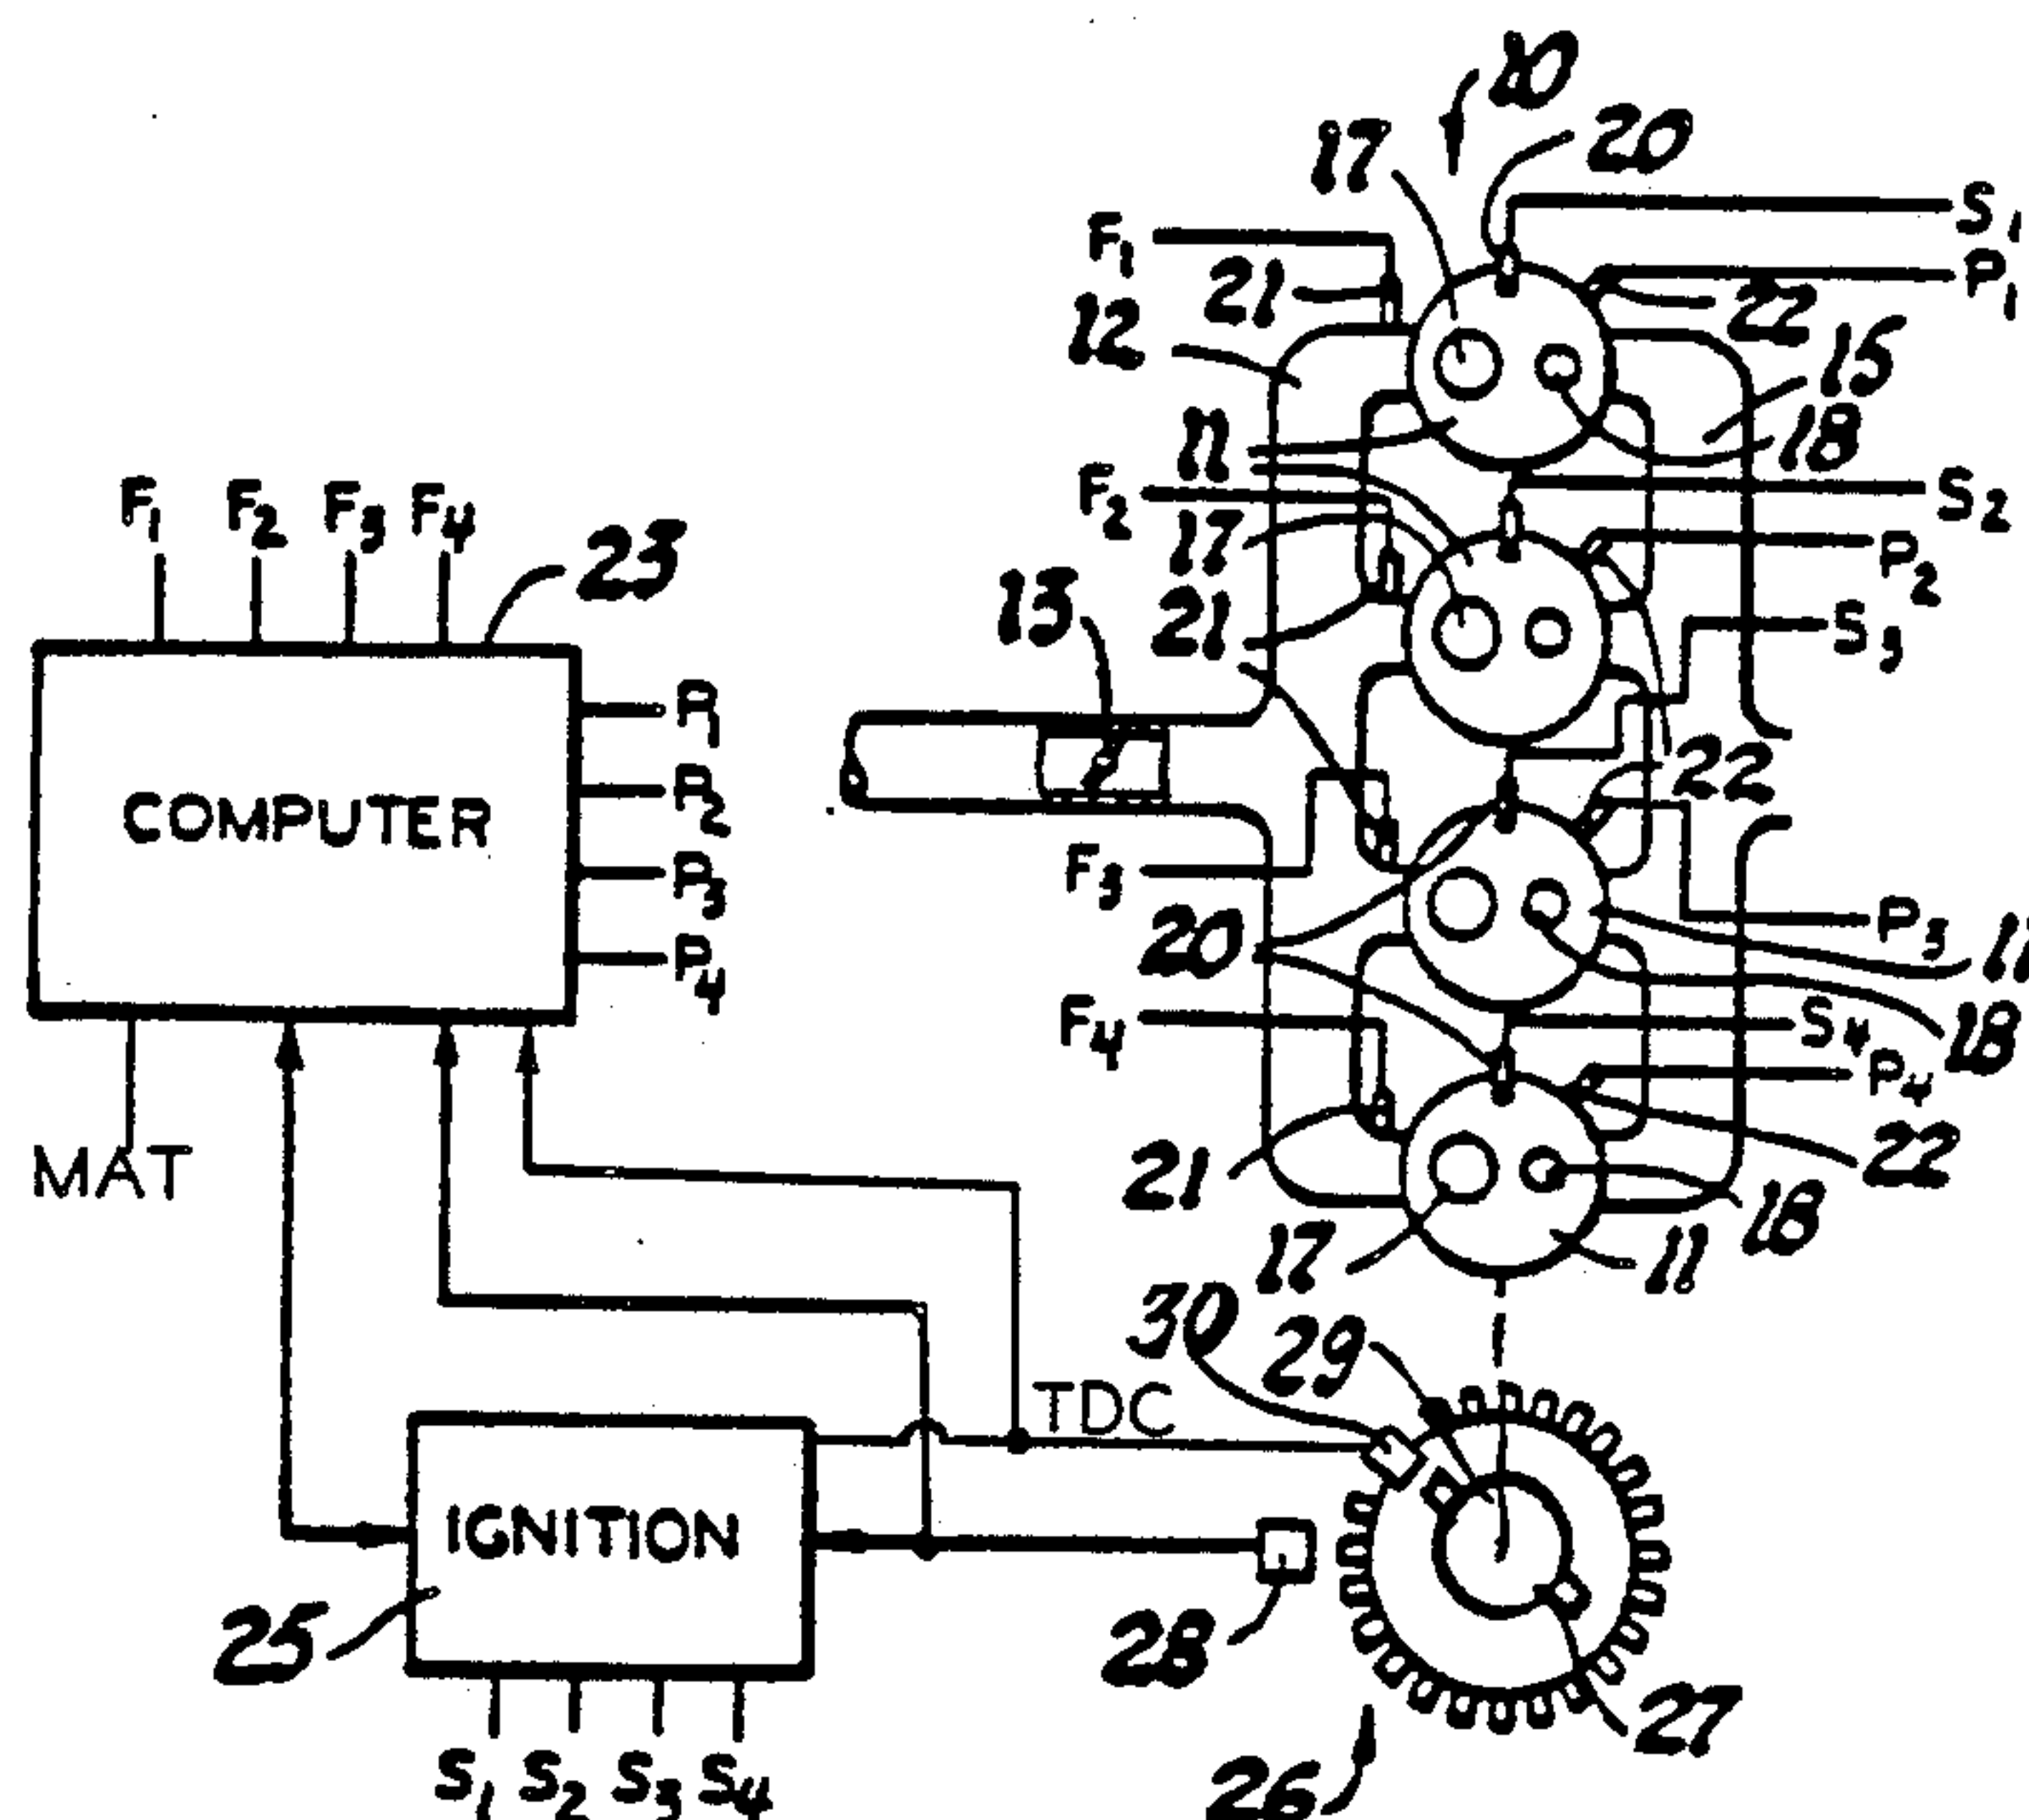 10
20
17
S1
F1
P1
21
22
12
15
11
18
F2
S2
17
P2
13
21
S3
22
F3
20
P3
11
18
F4
S4
P4
21
22
18
17
11
F1 F2 F3 F4
23
COMPUTER
P1
P2
P3
P4
MAT
30
29
TDC
IGNITION
25
28
27
26
S1 S2 S3 S4